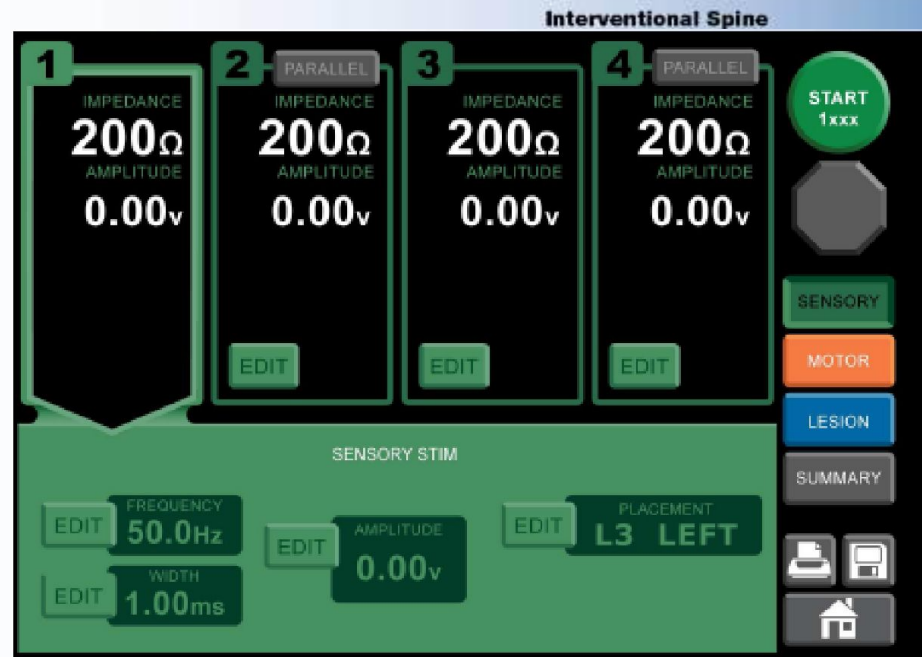 Interventional Spine
1
IMPEDANCE
200Ω
AMPLITUDE
0.00v
2 PARALLEL
IMPEDANCE
200Ω
AMPLITUDE
0.00v
EDIT
3
IMPEDANCE
200Ω
AMPLITUDE
0.00v
EDIT
4 PARALLEL
IMPEDANCE
200Ω
AMPLITUDE
0.00v
EDIT
START
1xxx
SENSORY
MOTOR
LESION
SUMMARY
SENSORY STIM
EDIT
FREQUENCY
50.0Hz
EDIT
WIDTH
1.00ms
EDIT
AMPLITUDE
0.00v
EDIT
PLACEMENT
L3 LEFT